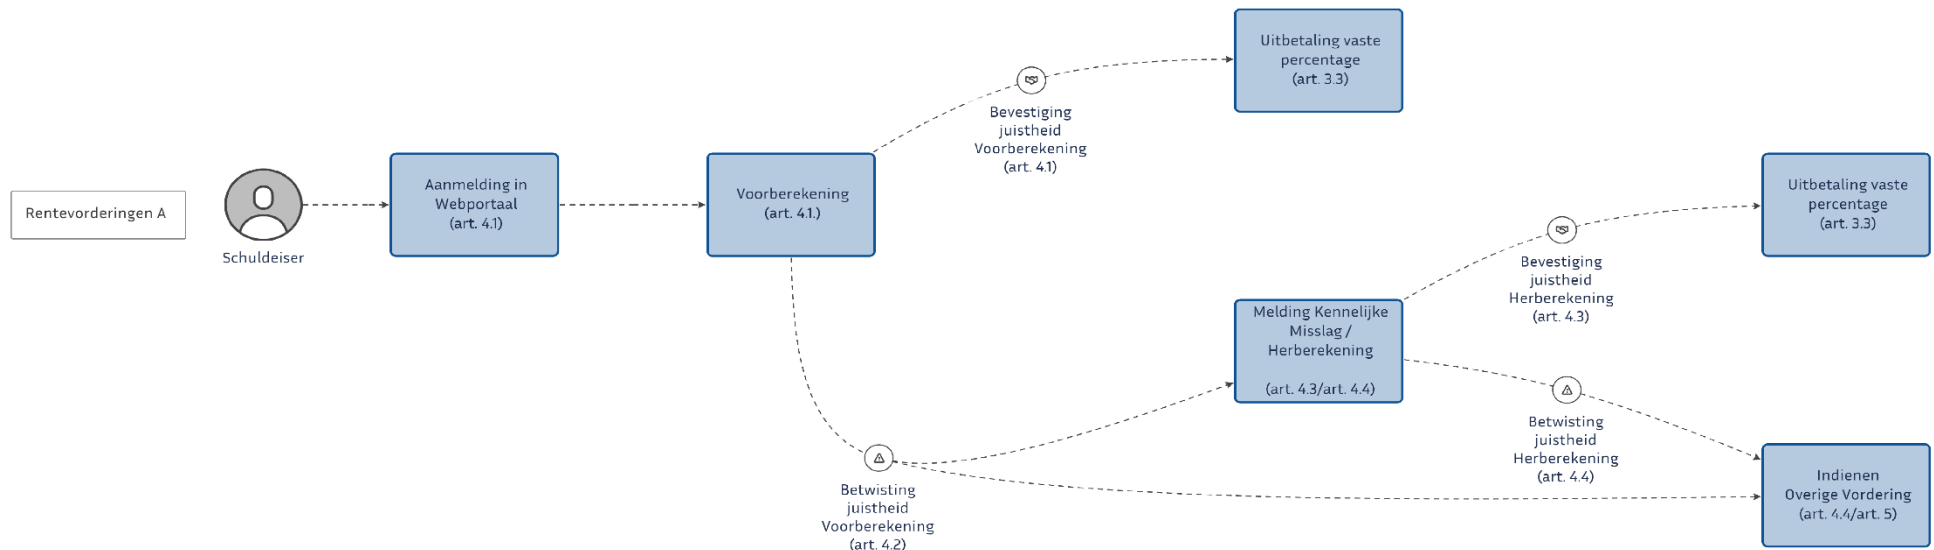 Rentevorderingen A
Schuldeiser
Aanmelding in
Webportaal
(art. 4.1)
Voorberekening
(art. 4.1.)
Bevestiging
juistheid
Voorberekening
(art. 4.1)
Uitbetaling vaste
percentage
(art. 3.3)
Betwisting
juistheid
Voorberekening
(art. 4.2)
Melding Kennelijke
Misslag /
Herberekening
(art. 4.3/art. 4.4)
Bevestiging
juistheid
Herberekening
(art. 4.3)
Uitbetaling vaste
percentage
(art. 3.3)
Betwisting
juistheid
Herberekening
(art. 4.4)
Indienen
Overige Vordering
(art. 4.4/art. 5)